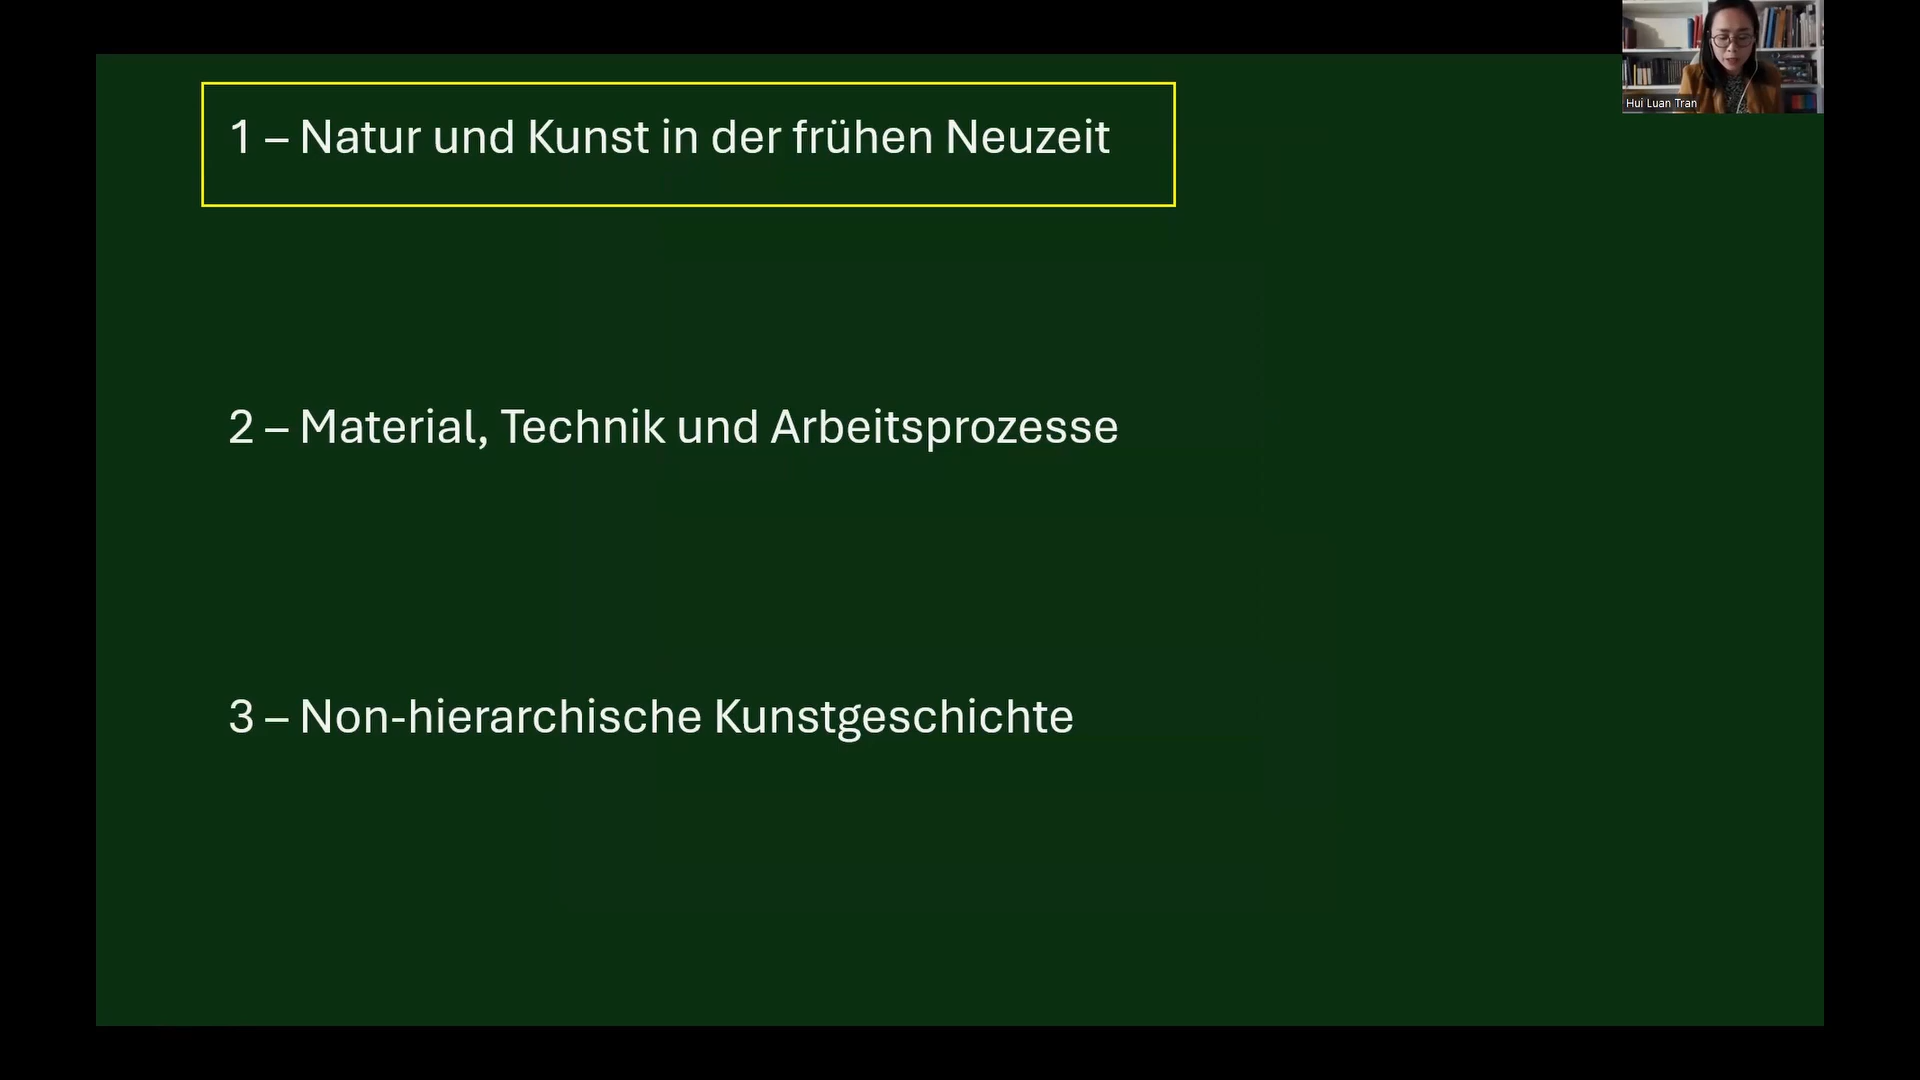 1 – Natur und Kunst in der frühen Neuzeit
2 – Material, Technik und Arbeitsprozesse
3 – Non-hierarchische Kunstgeschichte
Hui Luan Tran